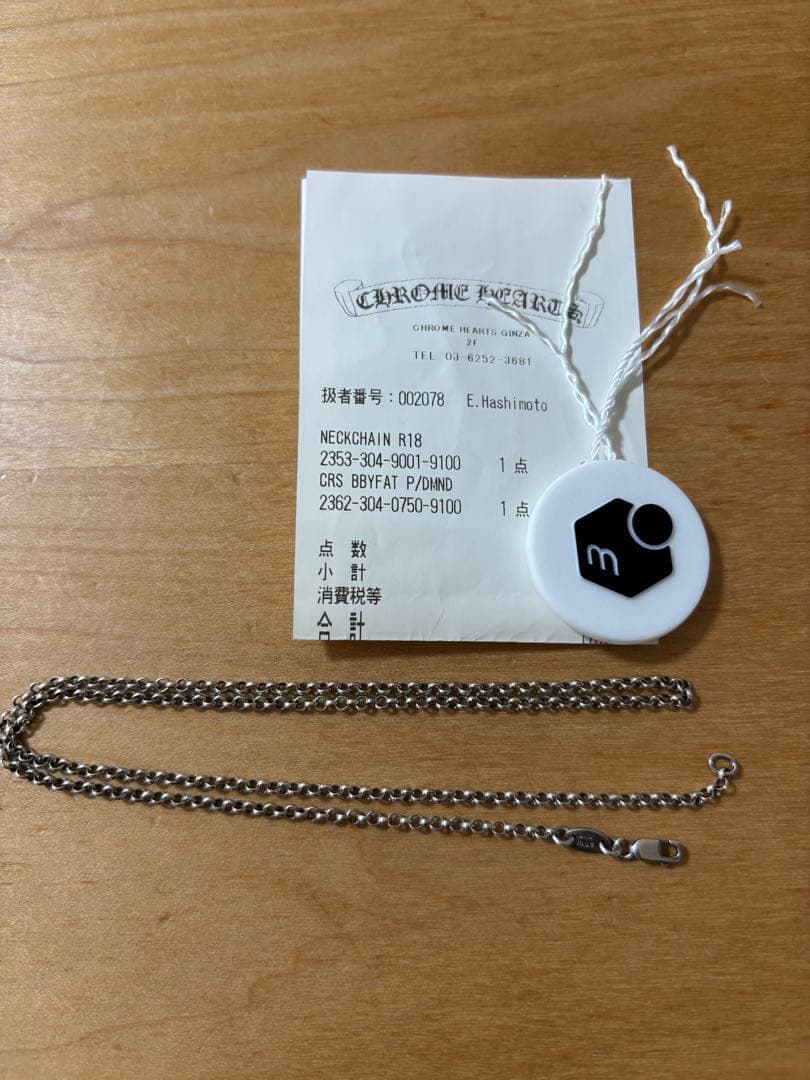 CHROME HEARTS
CHROME HEARTS GINZA
2F
TEL 03-6252-3681
扱者番号:002078 E.Hashimoto
NECKCHAIN R18
2353-304-9001-9100 1点
CRS BBYFAT P/DMND
2362-304-0750-9100 1点
点 数
小 計
消費税等
合 計
m